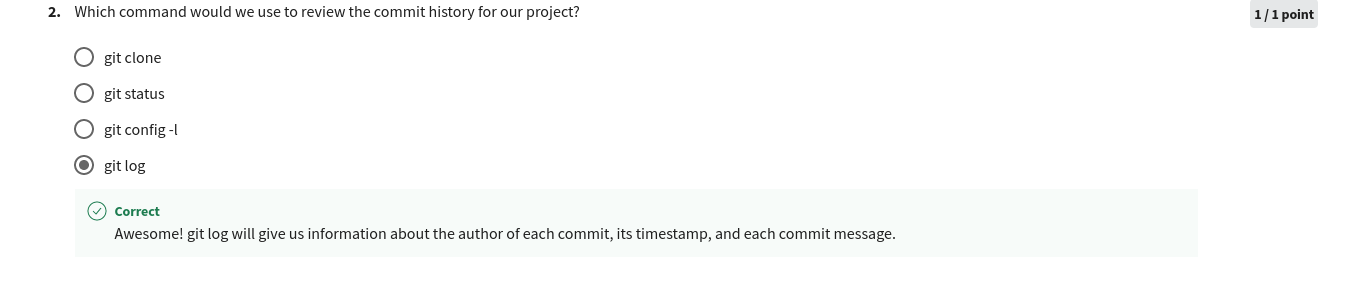 2. Which command would we use to review the commit history for our project?
1 / 1 point
git clone
git status
git config -l
git log
Correct
Awesome! git log will give us information about the author of each commit, its timestamp, and each commit message.